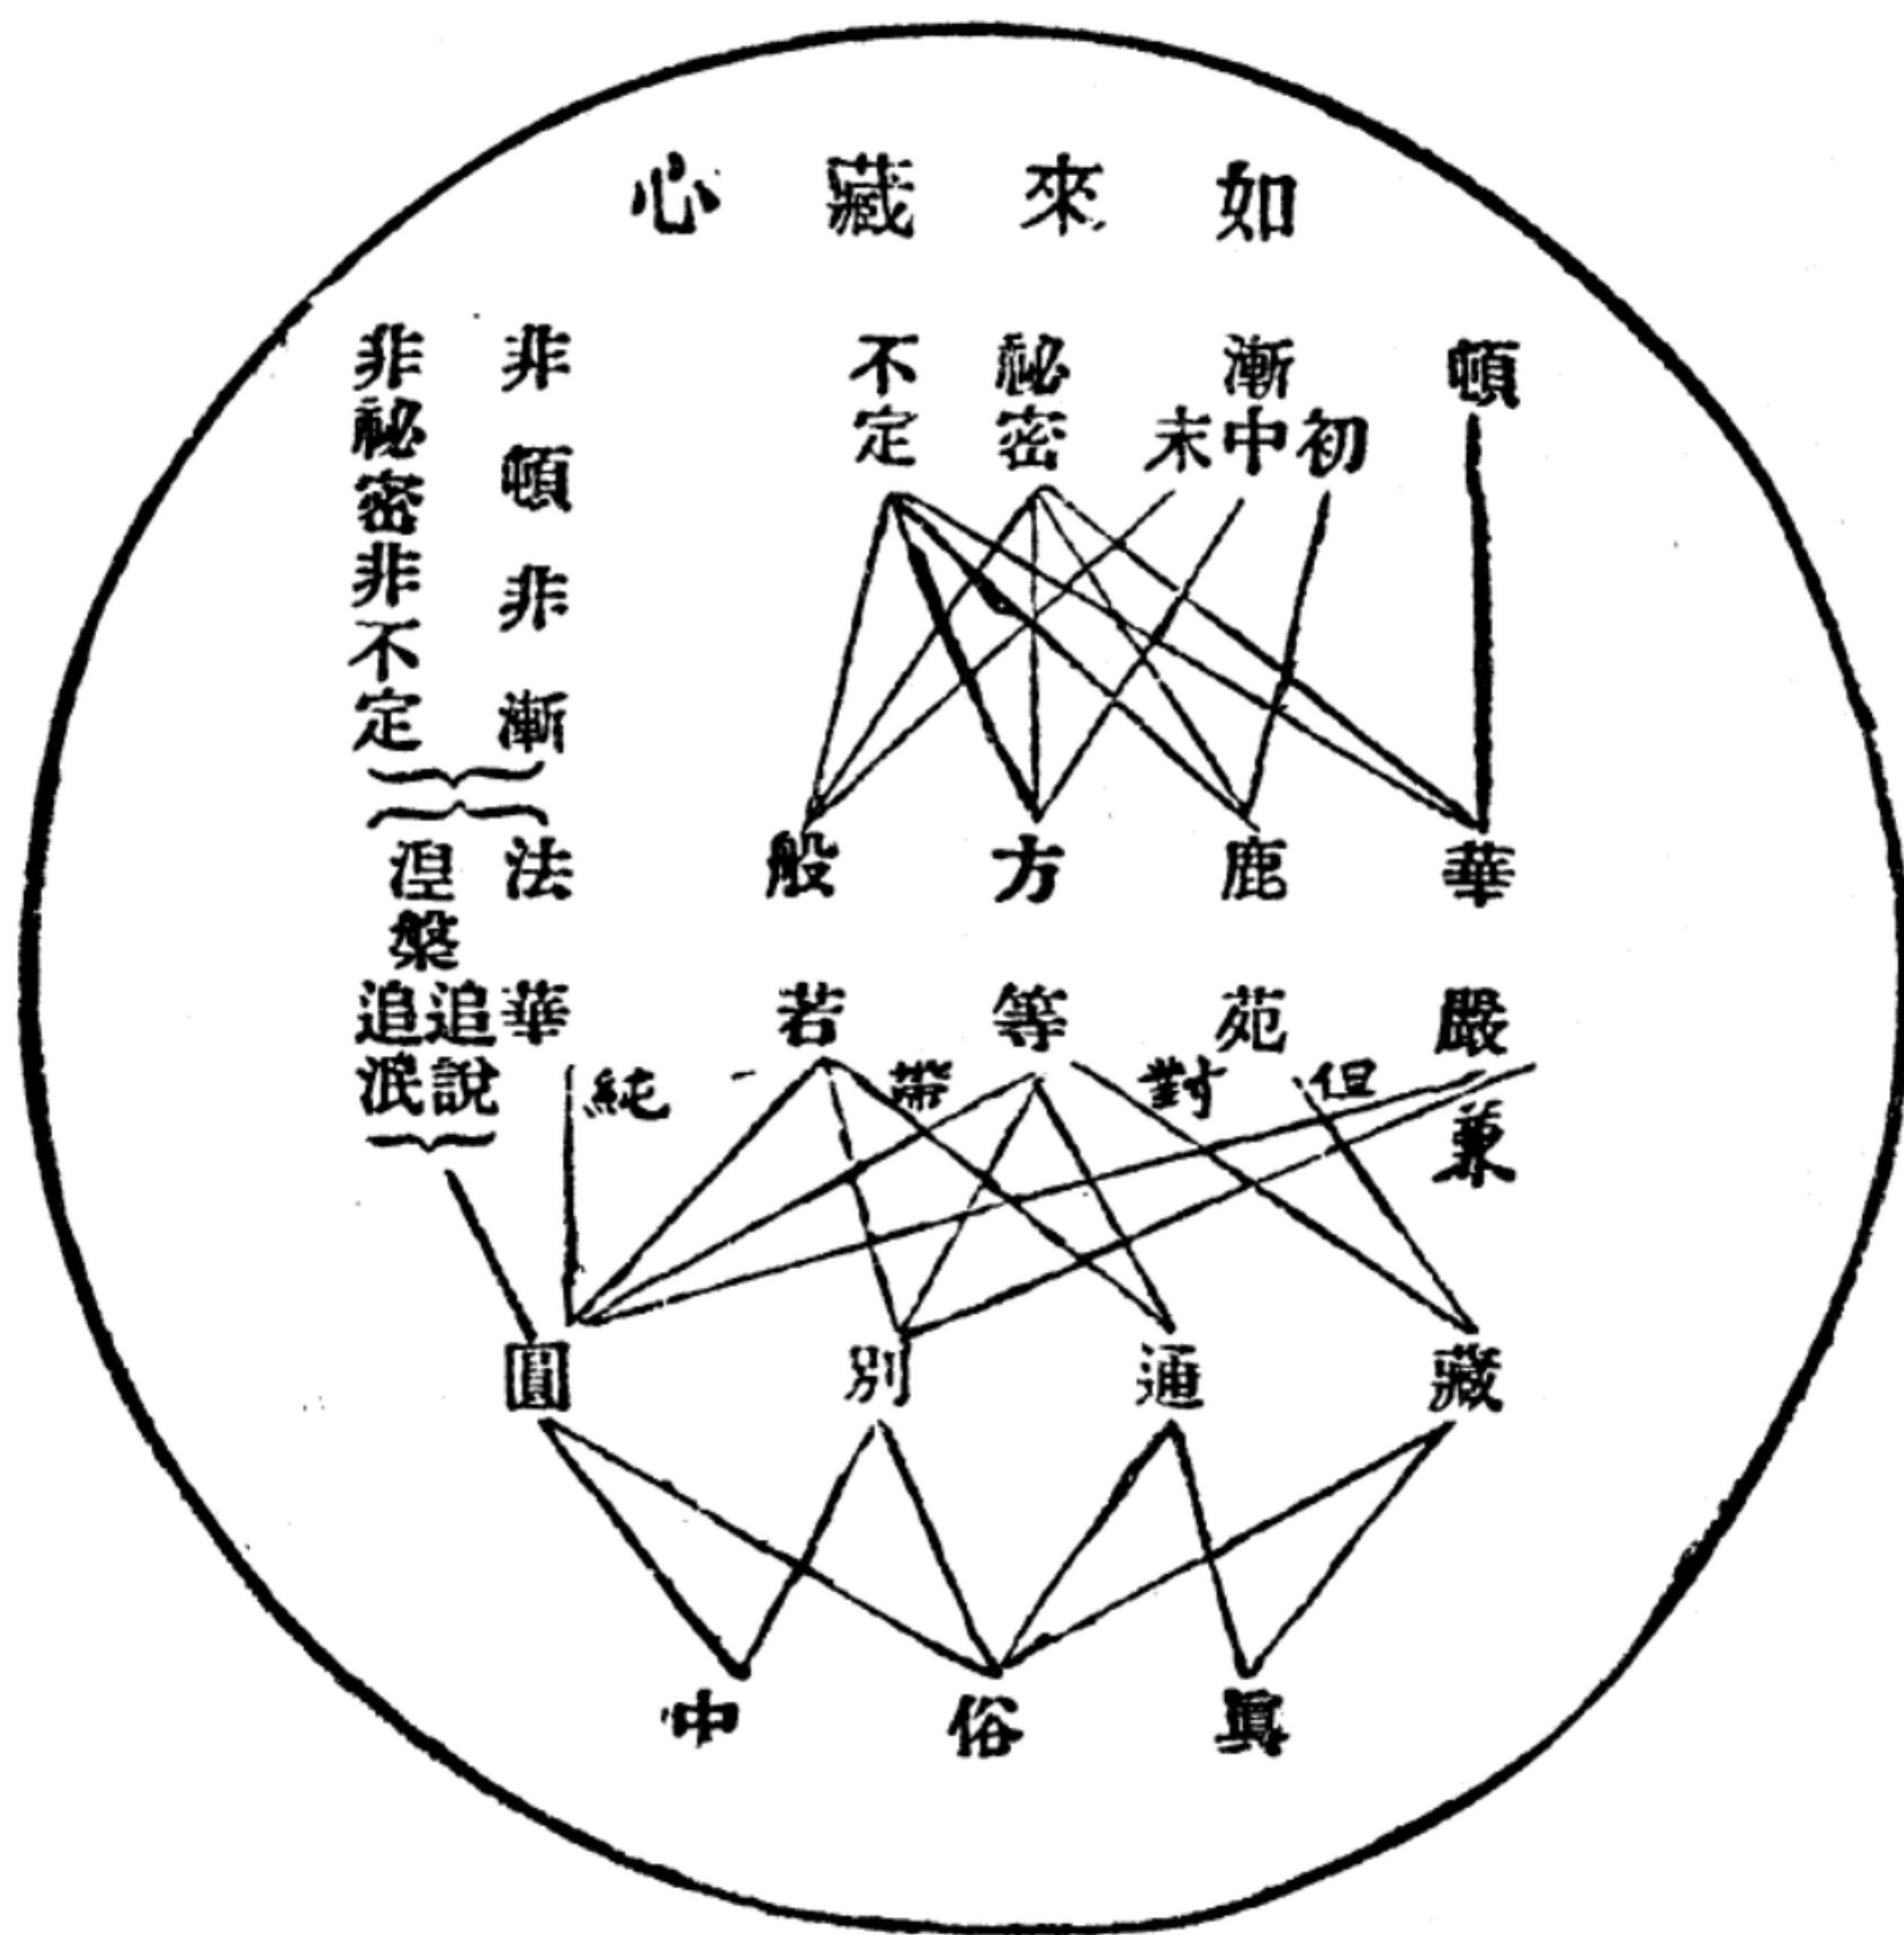 如來藏心
頓
漸
初中末
祕密
不定
非頓非漸
非祕密非不定
華嚴
兼
鹿苑
但
方等
對
般若
帶
法華
純
涅槃
追說
追泯
藏
通
別
圓
眞
俗
中